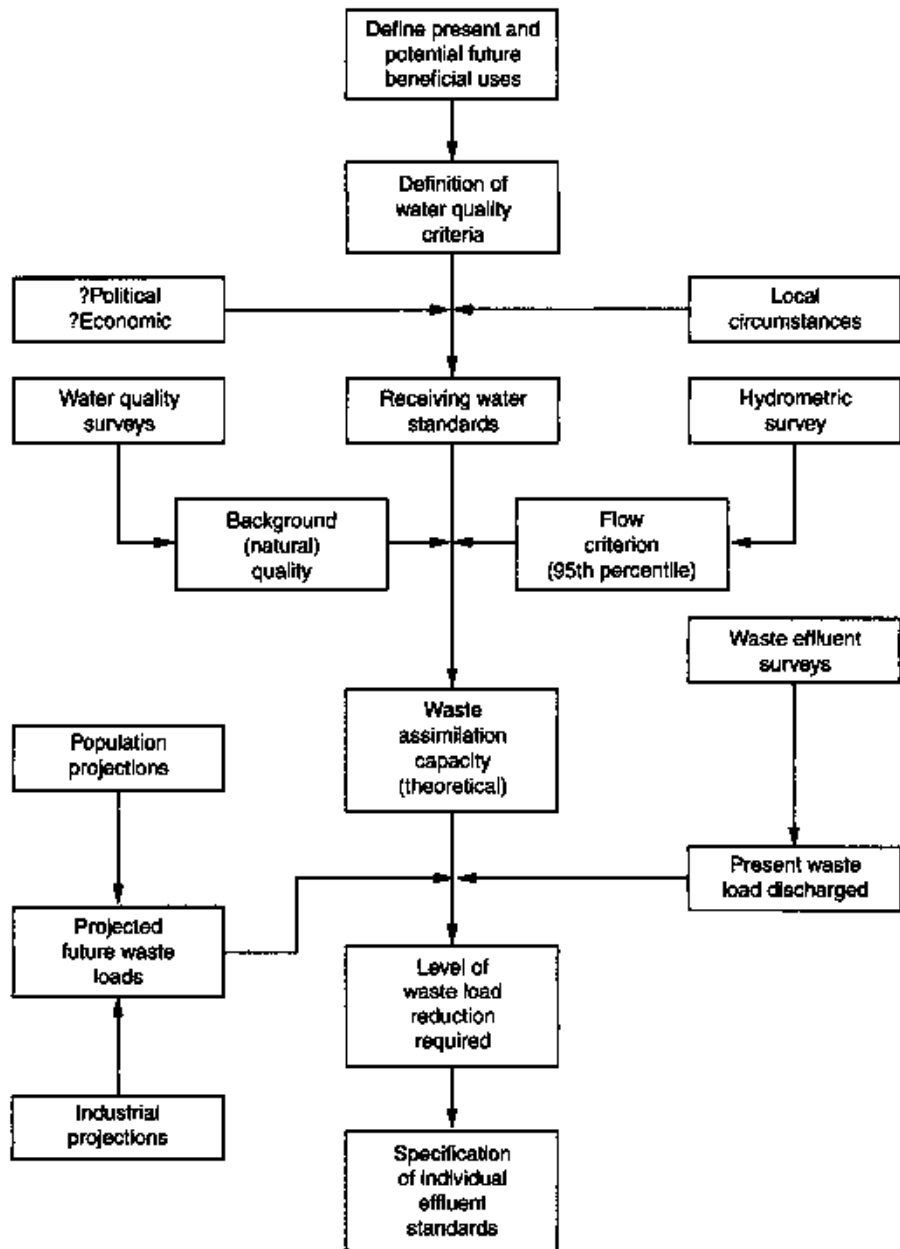 Define present and
potential future
beneficial uses
Definition of
water quality
criteria
?Political
?Economic
Local
circumstances
Water quality
surveys
Receiving water
standards
Hydrometric
survey
Background
(natural)
quality
Flow
criterion
(95th percentile)
Waste effluent
surveys
Waste
assimilation
capacity
(theoretical)
Population
projections
Present waste
load discharged
Projected
future waste
loads
Level of
waste load
reduction
required
Industrial
projections
Specification
of individual
effluent
standards